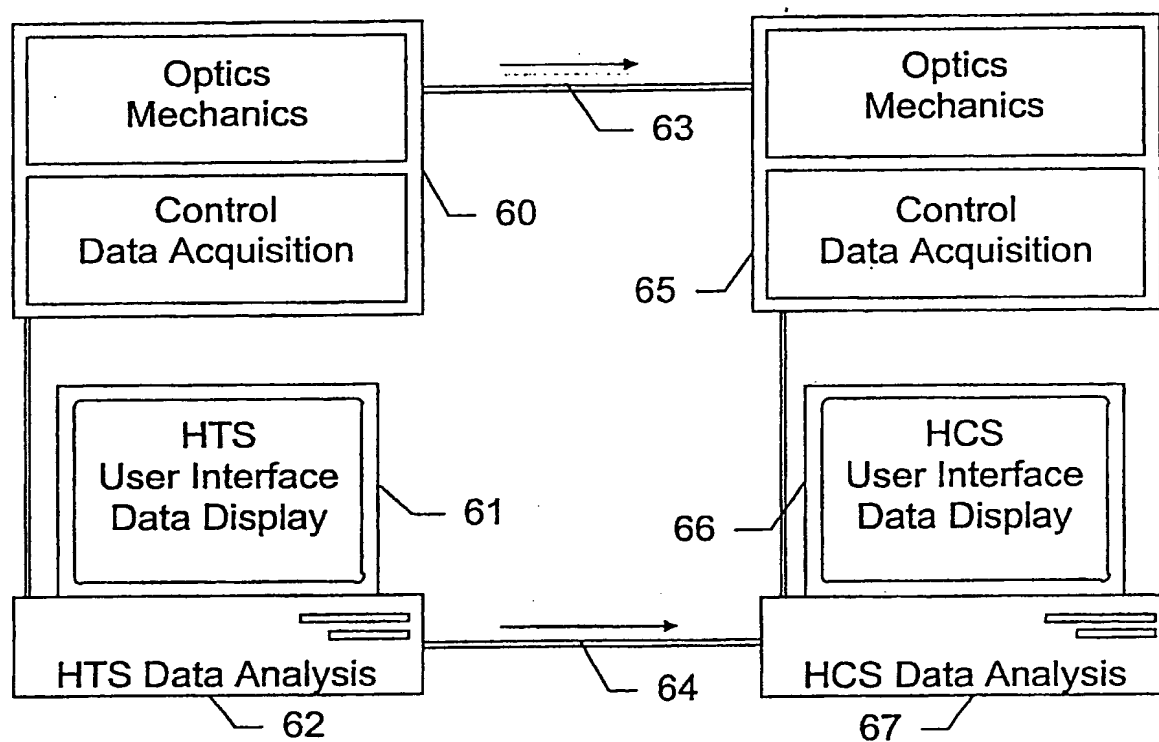 Optics
Mechanics
Control
Data Acquisition
60
63
Optics
Mechanics
Control
Data Acquisition
65
HTS
User Interface
Data Display
61
HTS Data Analysis
62
64
HCS
User Interface
Data Display
66
HCS Data Analysis
67